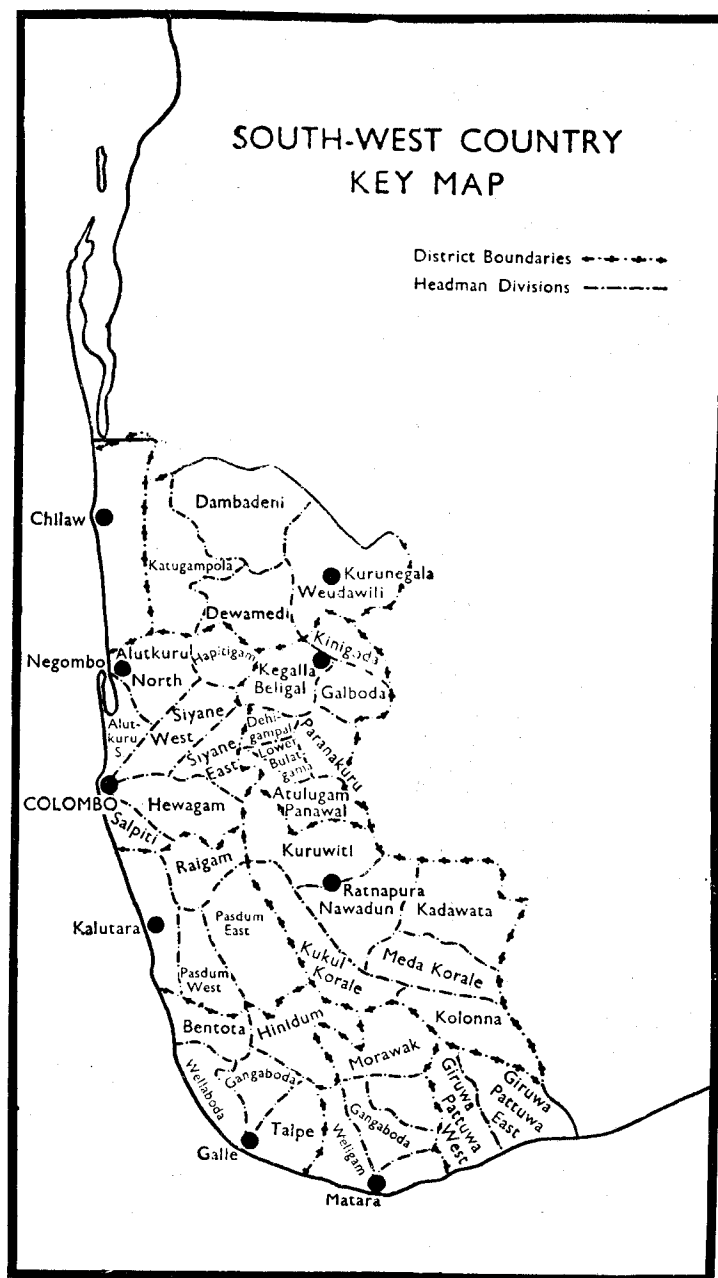 SOUTH-WEST COUNTRY
KEY MAP
District Boundaries
Headman Divisions
Dambadeni
Chilaw
Katugampola
Kurunegala
Weudawili
Dewamedi
Kinigoda
Negombo
Alutkuru
North
Hapitigam
Kegalla
Beligal
Galboda
Alut-
kuru
S.
Siyane
West
Siyane
East
Dehi-
gampal
Lower
Bulat-
gama
Paranakuru
Atulugam
Panawal
COLOMBO
Hewagam
Salpiti
Raigam
Kuruwiti
Ratnapura
Nawadun
Kadawata
Kalutara
Pasdum
East
Pasdum
West
Kukul
Korale
Meda Korale
Kolonna
Bentota
Hinidum
Morawak
Wellaboda
Gangaboda
Galle
Talpe
Weligam
Gangaboda
Giruwa
Pattuwa
West
Giruwa
Pattuwa
East
Matara